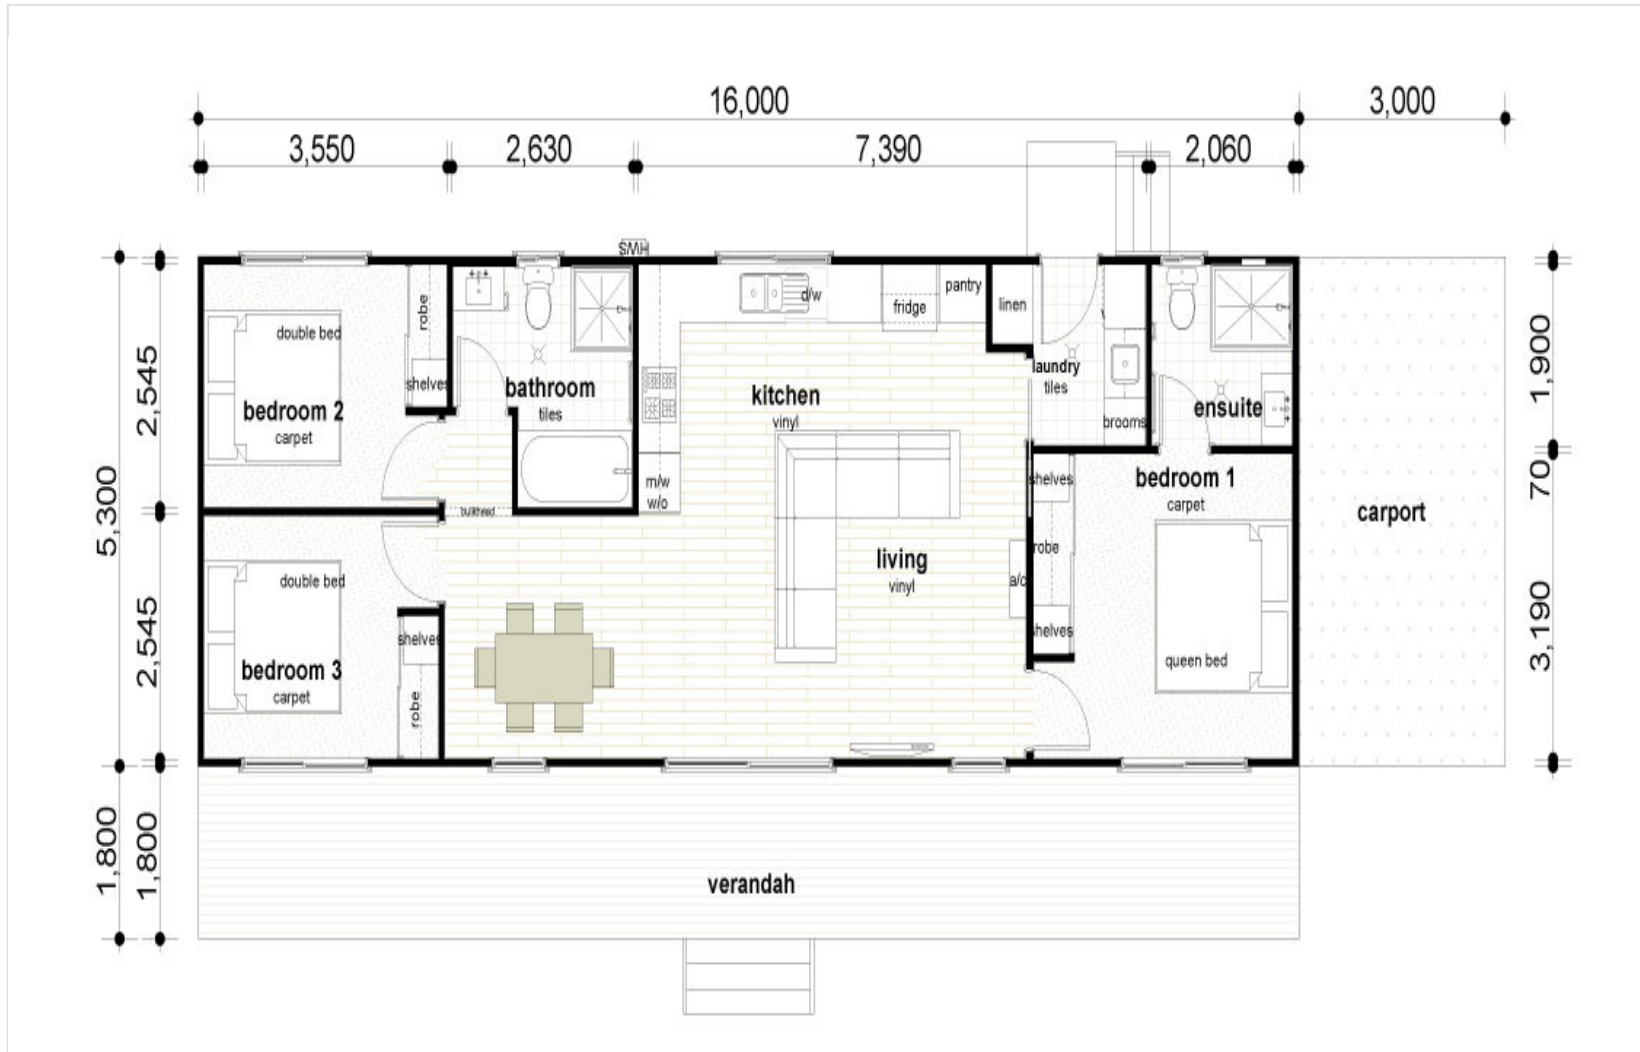 16,000
3,000
3,550
2,630
7,390
2,060
SMH
robe
double bed
shelves
bedroom 2
carpet
bathroom
tiles
d/w
fridge
pantry
linen
kitchen
vinyl
laundry
tiles
brooms
ensuite
m/w
w/o
bulkhead
shelves
bedroom 1
carpet
robe
a/c
shelves
queen bed
living
vinyl
carport
double bed
shelves
bedroom 3
carpet
robe
verandah
2,545
5,300
2,545
1,800
1,800
1,900
70
3,190